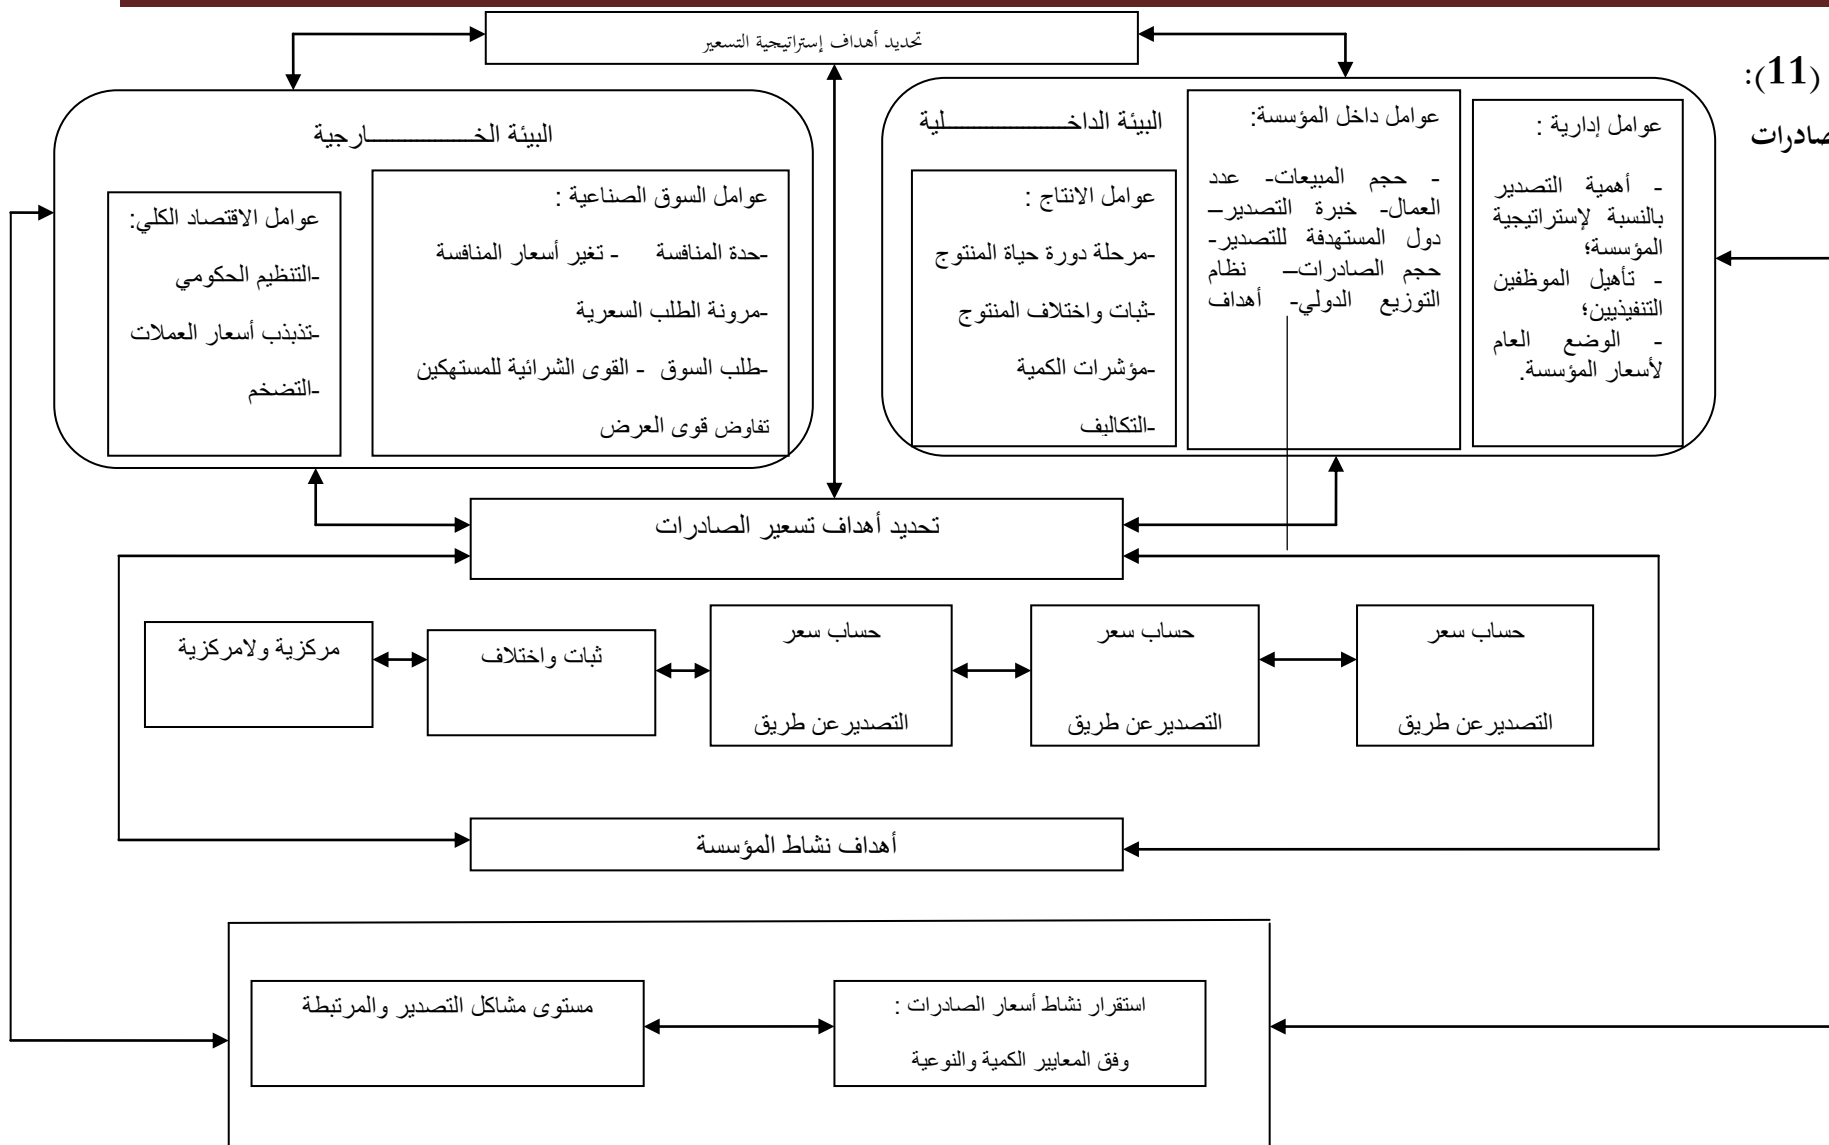 تحديد أهداف إستراتيجية التسعير
(11):
صادرات
عوامل إدارية :
- أهمية التصدير
بالنسبة لإستراتيجية
المؤسسة؛
- تأهيل الموظفين
التنفيذيين؛
- الوضع العام
لأسعار المؤسسة.
عوامل داخل المؤسسة:
- حجم المبيعات- عدد
العمال- خبرة التصدير–
دول المستهدفة للتصدير-
حجم الصادرات– نظام
التوزيع الدولي- أهداف
البيئة الداخـــــــــــــــــلية
عوامل الانتاج :
-مرحلة دورة حياة المنتوج
-ثبات واختلاف المنتوج
-مؤشرات الكمية
-التكاليف
البيئة الخـــــــــــــــارجية
عوامل السوق الصناعية :
-حدة المنافسة - تغير أسعار المنافسة
-مرونة الطلب السعرية
-طلب السوق - القوى الشرائية للمستهكين
تفاوض قوى العرض
عوامل الاقتصاد الكلي:
-التنظيم الحكومي
-تذبذب أسعار العملات
-التضخم
تحديد أهداف تسعير الصادرات
حساب سعر
التصديرعن طريق
حساب سعر
التصديرعن طريق
حساب سعر
التصديرعن طريق
ثبات واختلاف
مركزية ولامركزية
أهداف نشاط المؤسسة
استقرار نشاط أسعار الصادرات :
وفق المعايير الكمية والنوعية
مستوى مشاكل التصدير والمرتبطة